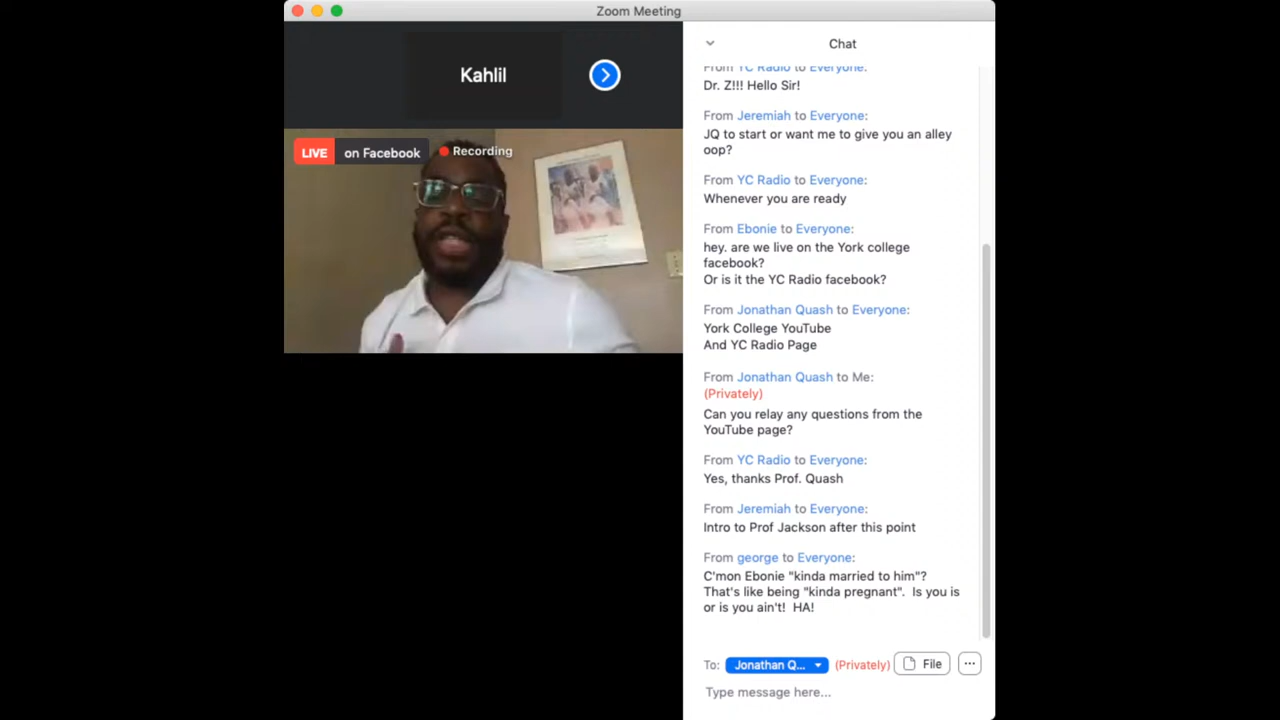 Zoom Meeting
Kahlil
LIVE on Facebook
Recording
Chat
From YC Radio to Everyone:
Dr. Z!!! Hello Sir!
From Jeremiah to Everyone:
JQ to start or want me to give you an alley
oop?
From YC Radio to Everyone:
Whenever you are ready
From Ebonie to Everyone:
hey. are we live on the York college
facebook?
Or is it the YC Radio facebook?
From Jonathan Quash to Everyone:
York College YouTube
And YC Radio Page
From Jonathan Quash to Me:
(Privately)
Can you relay any questions from the
YouTube page?
From YC Radio to Everyone:
Yes, thanks Prof. Quash
From Jeremiah to Everyone:
Intro to Prof Jackson after this point
From george to Everyone:
C'mon Ebonie "kinda married to him"?
That's like being "kinda pregnant".  Is you is
or is you ain't!  HA!
To: Jonathan Q... (Privately) File
Type message here...